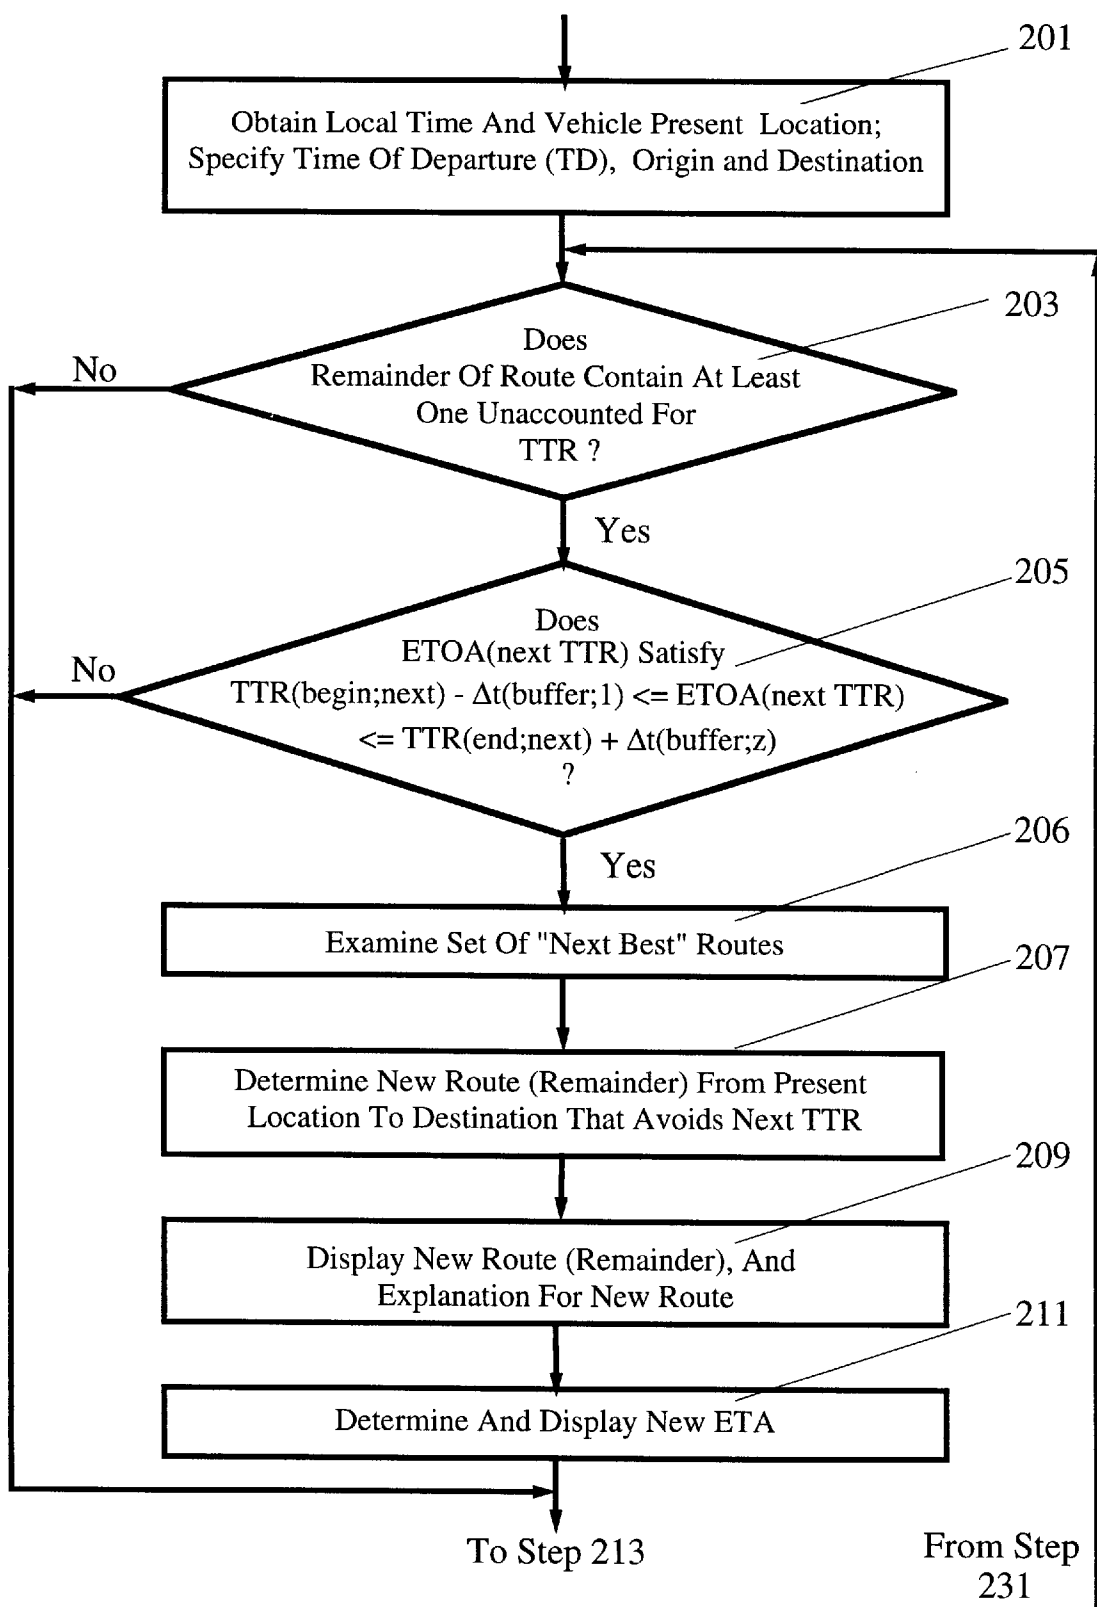 201
Obtain Local Time And Vehicle Present Location;
Specify Time Of Departure (TD), Origin and Destination
203
Does
Remainder Of Route Contain At Least
One Unaccounted For
TTR ?
No
Yes
205
Does
ETOA(next TTR) Satisfy
TTR(begin;next) - Δt(buffer;1) <= ETOA(next TTR)
<= TTR(end;next) + Δt(buffer;z)
?
No
Yes
206
Examine Set Of "Next Best" Routes
207
Determine New Route (Remainder) From Present
Location To Destination That Avoids Next TTR
209
Display New Route (Remainder), And
Explanation For New Route
211
Determine And Display New ETA
To Step 213
From Step
231